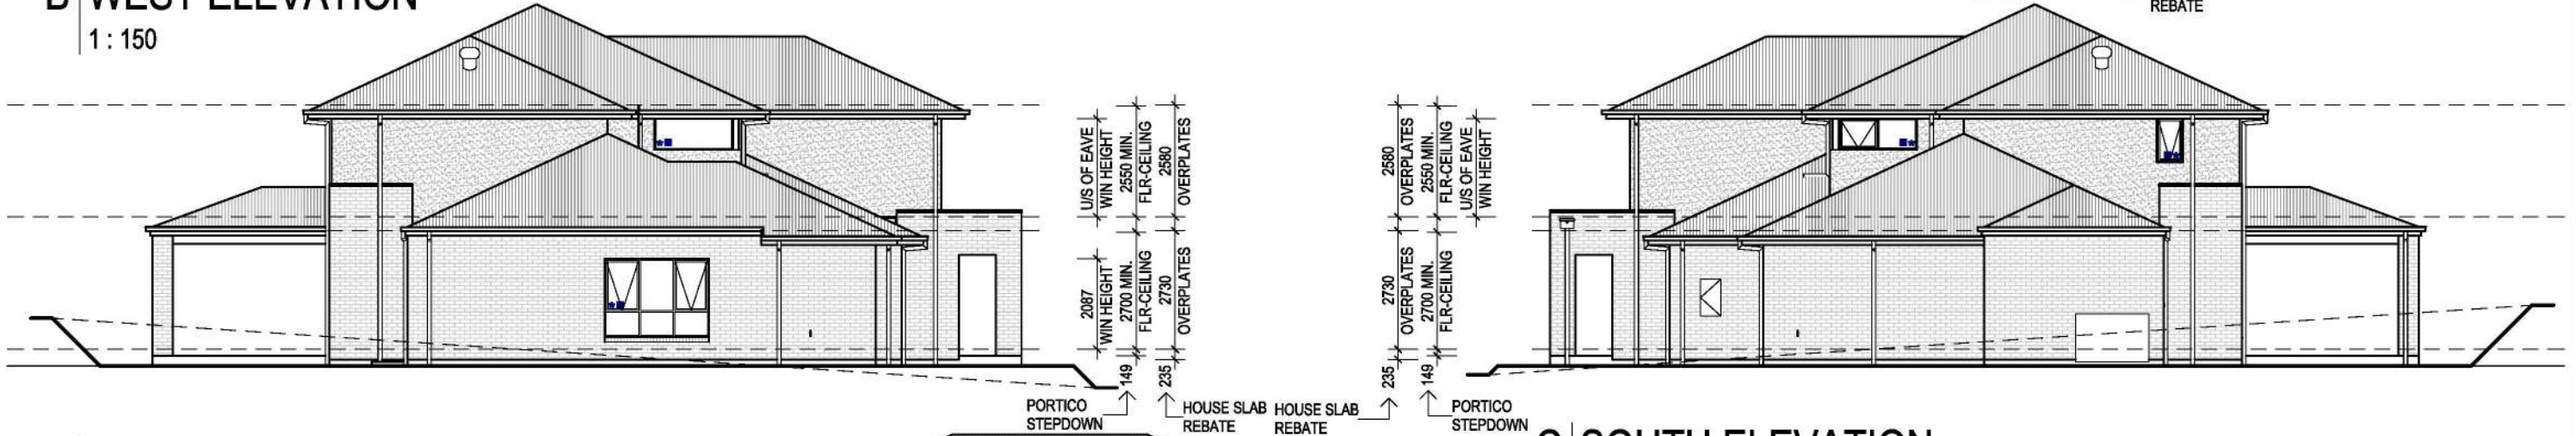 B WEST ELEVATION
1 : 150
REBATE
U/S OF EAVE
WIN HEIGHT
2550 MIN.
FLR-CEILING
2580
OVERPLATES
2087
WIN HEIGHT
2700 MIN.
FLR-CEILING
2730
OVERPLATES
149
235
PORTICO
STEPDOWN
HOUSE SLAB
REBATE
2580
OVERPLATES
2550 MIN.
FLR-CEILING
U/S OF EAVE
WIN HEIGHT
2730
OVERPLATES
2700 MIN.
FLR-CEILING
235
149
HOUSE SLAB
REBATE
PORTICO
STEPDOWN
SOUTH ELEVATION